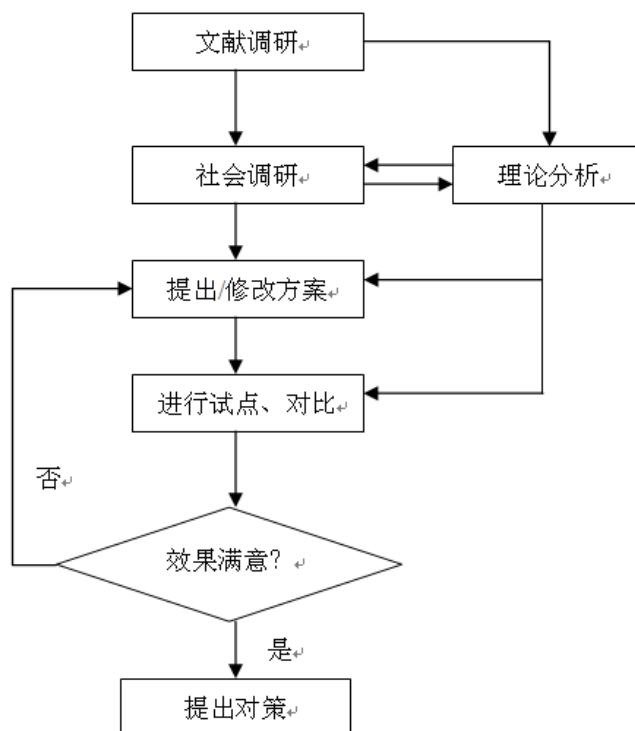 文献调研
社会调研
理论分析
提出/修改方案
进行试点、对比
否
效果满意?
是
提出对策